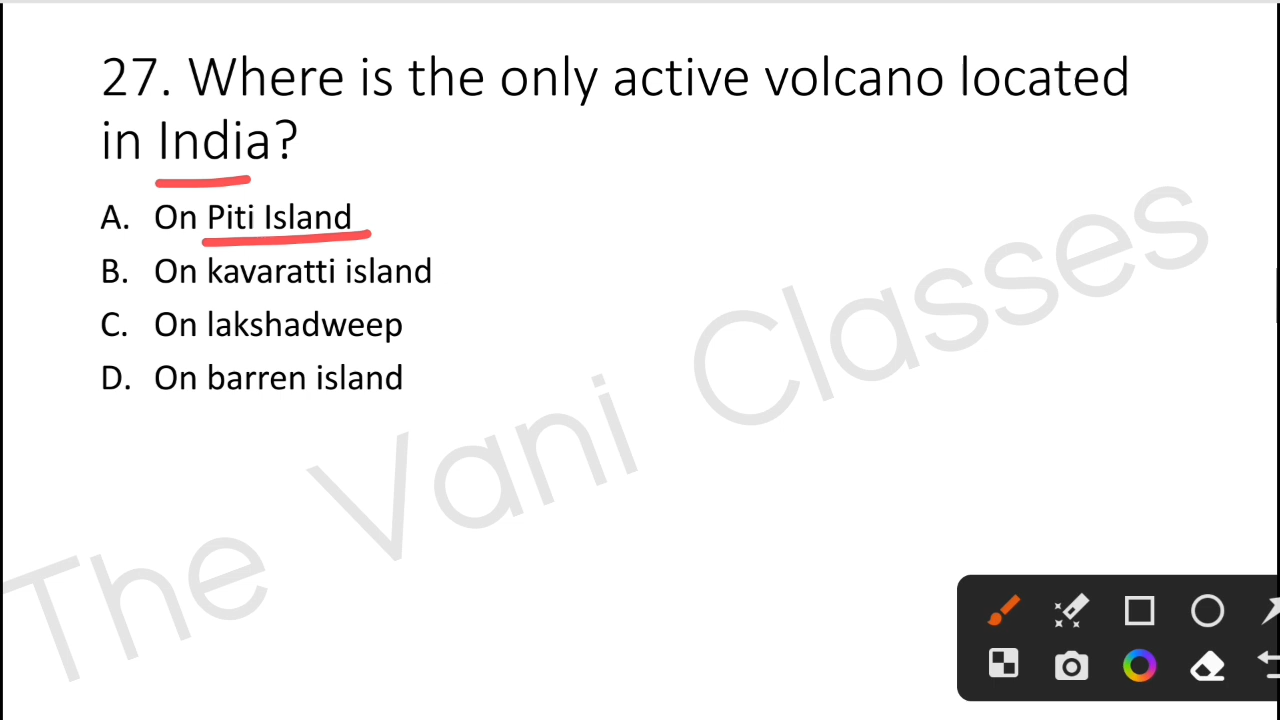 27. Where is the only active volcano located
in India?
A. On Piti Island
B. On kavaratti island
C. On lakshadweep
D. On barren island
The Vani Classes